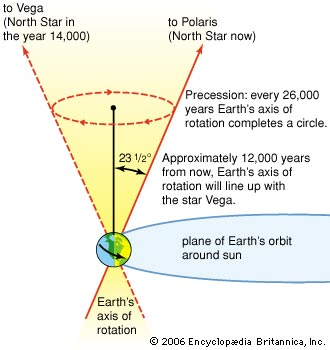 to Vega
(North Star in
the year 14,000)
to Polaris
(North Star now)
Precession: every 26,000
years Earth's axis of
rotation completes a circle.
23 1/2°
Approximately 12,000 years
from now, Earth's axis of
rotation will line up with
the star Vega.
plane of Earth's orbit
around sun
Earth's
axis of
rotation
© 2006 Encyclopædia Britannica, Inc.